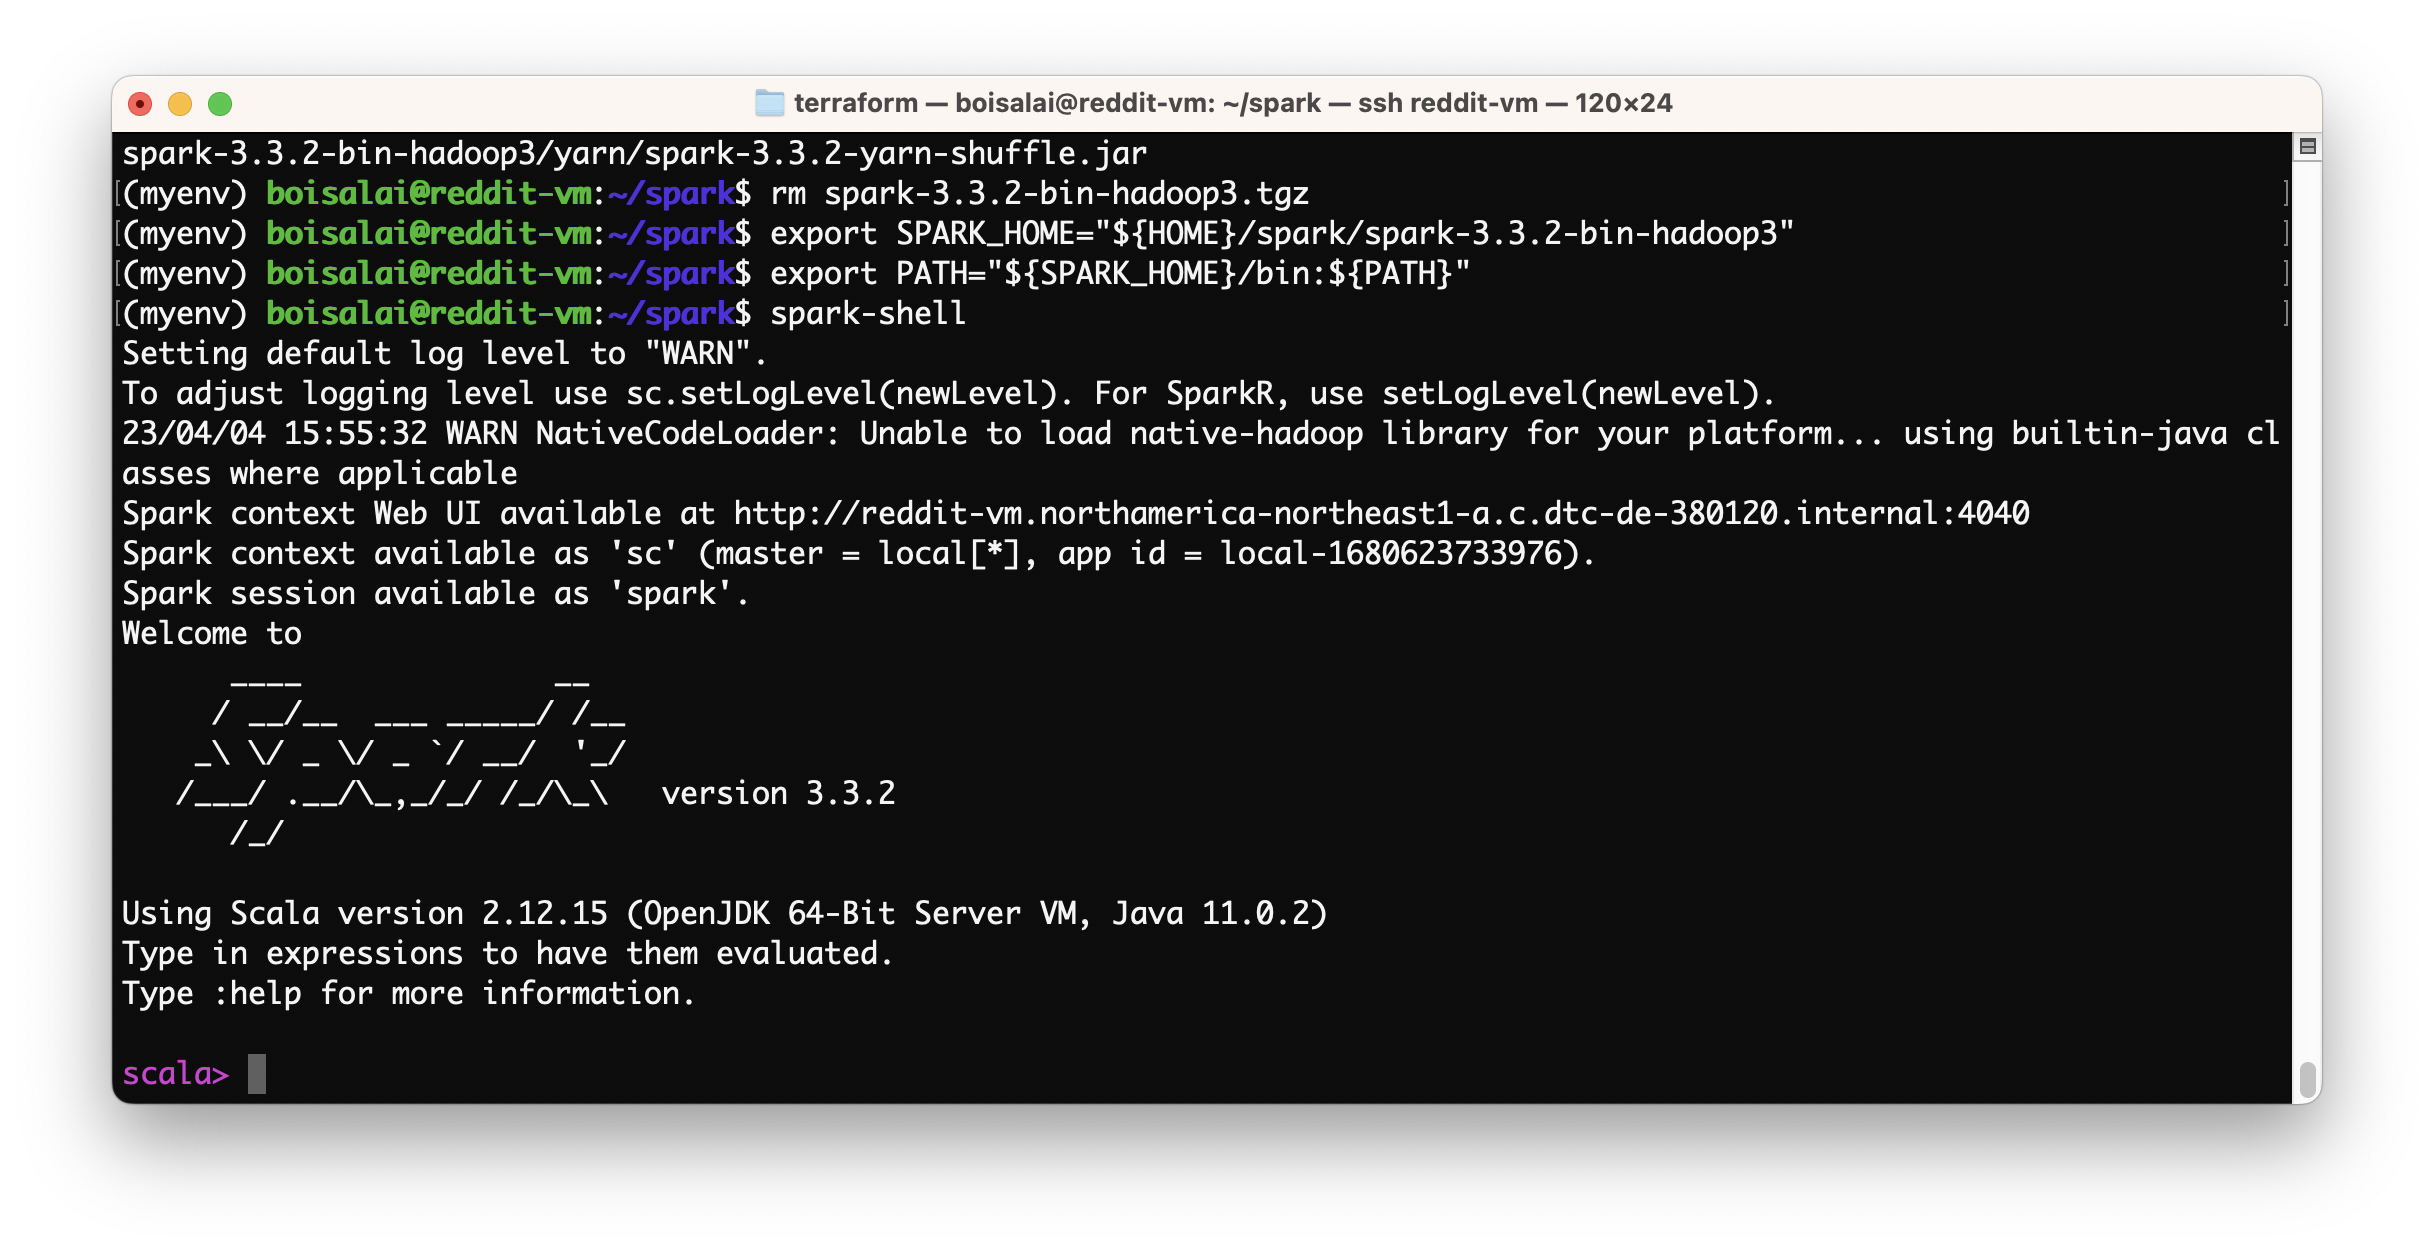 terraform — boisalai@reddit-vm: ~/spark — ssh reddit-vm — 120×24
spark-3.3.2-bin-hadoop3/yarn/spark-3.3.2-yarn-shuffle.jar
[(myenv) boisalai@reddit-vm:~/spark$ rm spark-3.3.2-bin-hadoop3.tgz ]
[(myenv) boisalai@reddit-vm:~/spark$ export SPARK_HOME="${HOME}/spark/spark-3.3.2-bin-hadoop3" ]
[(myenv) boisalai@reddit-vm:~/spark$ export PATH="${SPARK_HOME}/bin:${PATH}" ]
[(myenv) boisalai@reddit-vm:~/spark$ spark-shell ]
Setting default log level to "WARN".
To adjust logging level use sc.setLogLevel(newLevel). For SparkR, use setLogLevel(newLevel).
23/04/04 15:55:32 WARN NativeCodeLoader: Unable to load native-hadoop library for your platform... using builtin-java cl
asses where applicable
Spark context Web UI available at http://reddit-vm.northamerica-northeast1-a.c.dtc-de-380120.internal:4040
Spark context available as 'sc' (master = local[*], app id = local-1680623733976).
Spark session available as 'spark'.
Welcome to
      ____              __
     / __/__  ___ _____/ /__
    _\ \/ _ \/ _ `/ __/  '_/
   /___/ .__/\_,_/_/ /_/\_\   version 3.3.2
      /_/
Using Scala version 2.12.15 (OpenJDK 64-Bit Server VM, Java 11.0.2)
Type in expressions to have them evaluated.
Type :help for more information.
scala>